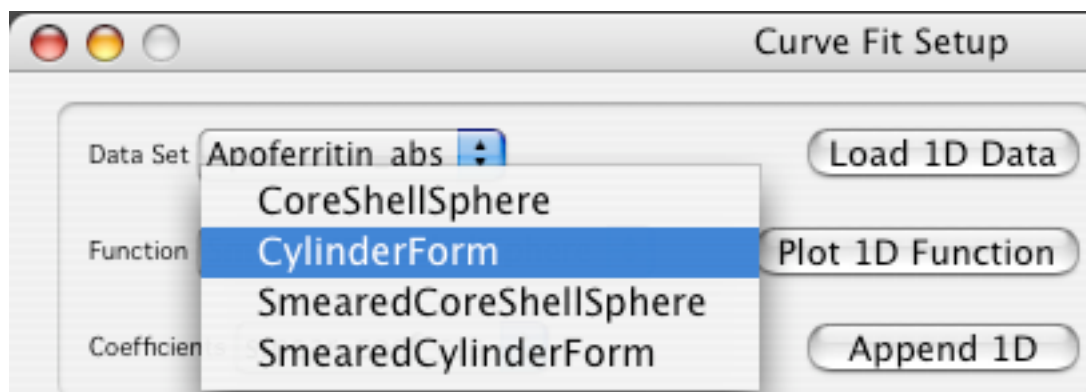 Curve Fit Setup
Data Set Apoferritin_abs Load 1D Data
CoreShellSphere
Function CylinderForm Plot 1D Function
SmearedCoreShellSphere
Coefficien SmearedCylinderForm Append 1D